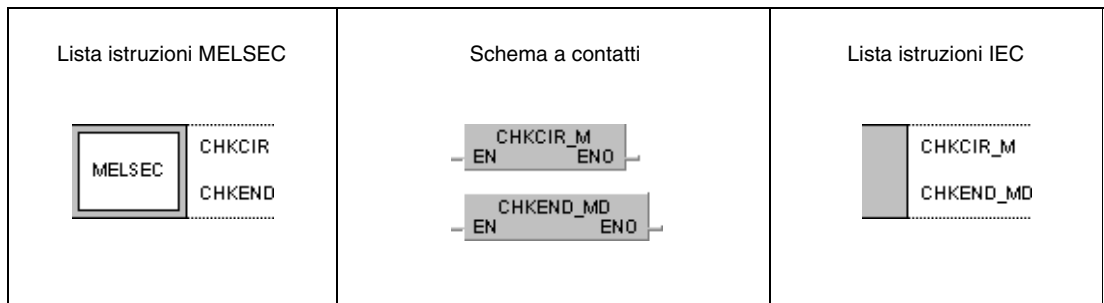 Lista istruzioni MELSEC
MELSEC
CHKCIR
CHKEND
Schema a contatti
CHKCIR_M
EN ENO
CHKEND_MD
EN ENO
Lista istruzioni IEC
CHKCIR_M
CHKEND_MD